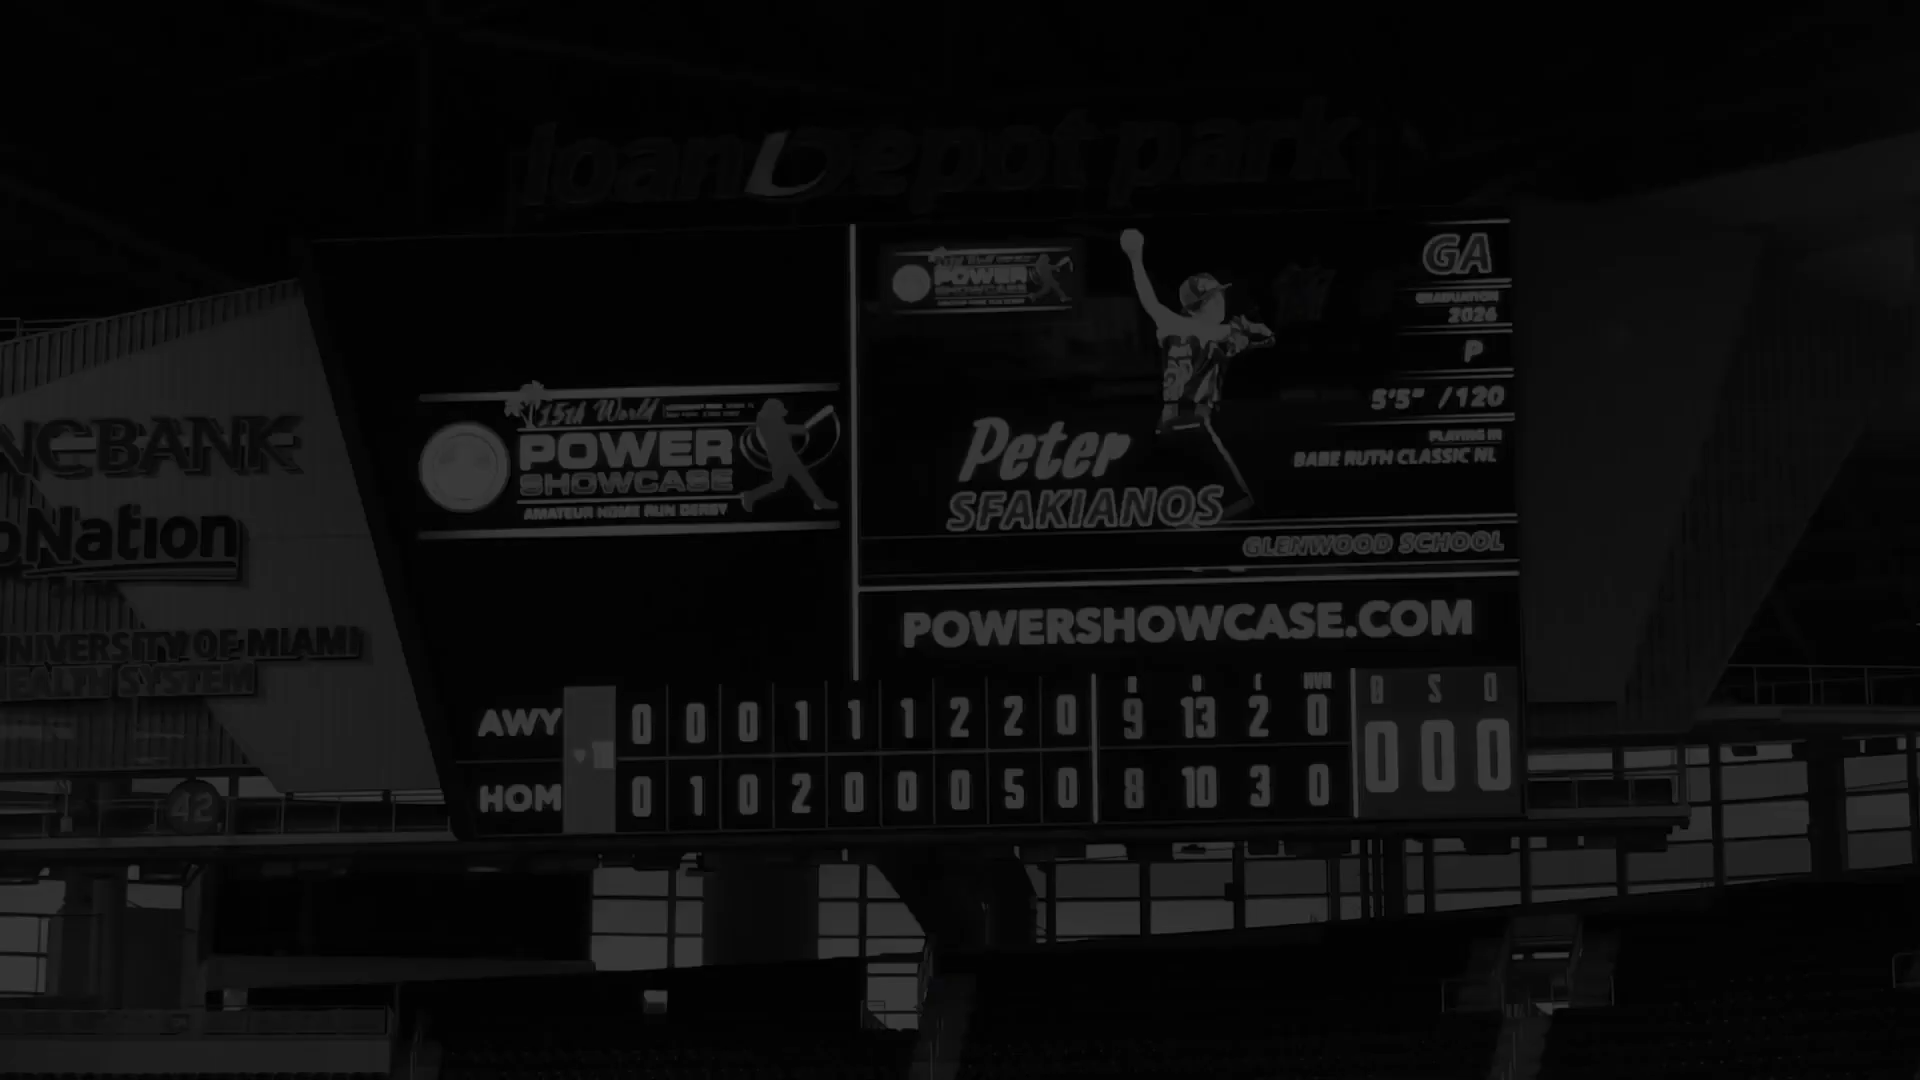 loanDepot park
GA
GRADUATION
2026
P
5'5" /120
PLAYING IN
BABE RUTH CLASSIC NL
POWER
SHOWCASE
15th World
POWER
SHOWCASE
AMATEUR HOME RUN DERBY
Peter
SFAKIANOS
GLENWOOD SCHOOL
POWERSHOWCASE.COM
NCBANK
oNation
UNIVERSITY OF MIAMI
HEALTH SYSTEM
42
B S O
AWY 0 0 0 1 1 1 2 2 0 9 13 2 0
HOM 0 1 0 2 0 0 0 5 0 8 10 3 0
0 0 0